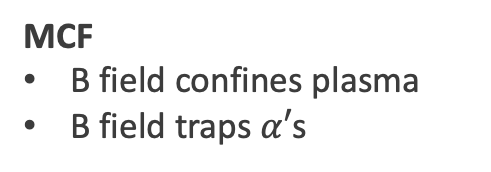 MCF
• B field confines plasma
• B field traps α′s